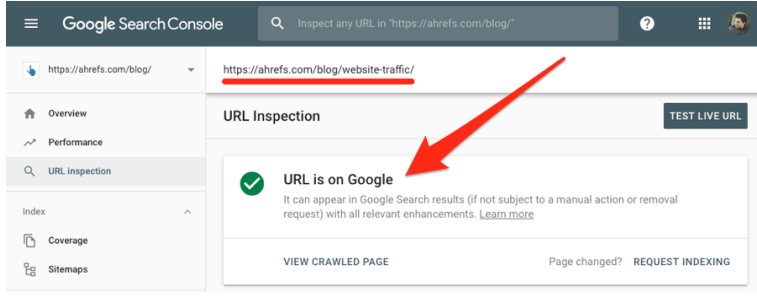 Google Search Console
Inspect any URL in "https://ahrefs.com/blog/"
https://ahrefs.com/blog/
https://ahrefs.com/blog/website-traffic/
Overview
Performance
URL inspection
Index
Coverage
Sitemaps
URL Inspection
TEST LIVE URL
URL is on Google
It can appear in Google Search results (if not subject to a manual action or removal
request) with all relevant enhancements. Learn more
VIEW CRAWLED PAGE
Page changed? REQUEST INDEXING